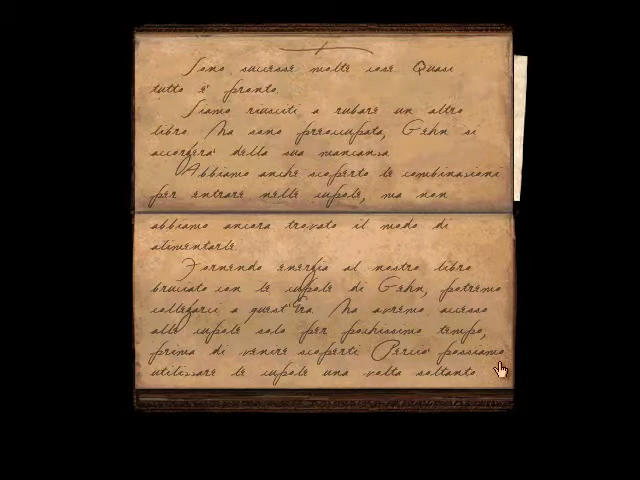 Sono successe molte cose Quasi
tutto e' pronto.
Siamo riusciti a rubare un altro
libro. Ma sono preoccupata, Gehn si
accorgera' della sua mancanza
Abbiamo anche scoperto le combinazioni
per entrare nelle cupole, ma non
abbiamo ancora trovato il modo di
alimentarle.
Fornendo energia al nostro libro
bruciato con le cupole di Gehn, potremo
collegarci a quest'Era. Ma avremo accesso
alle cupole solo per pochissimo tempo,
prima di venire scoperti Percio' possiamo
utilizzare le cupole una volta soltanto